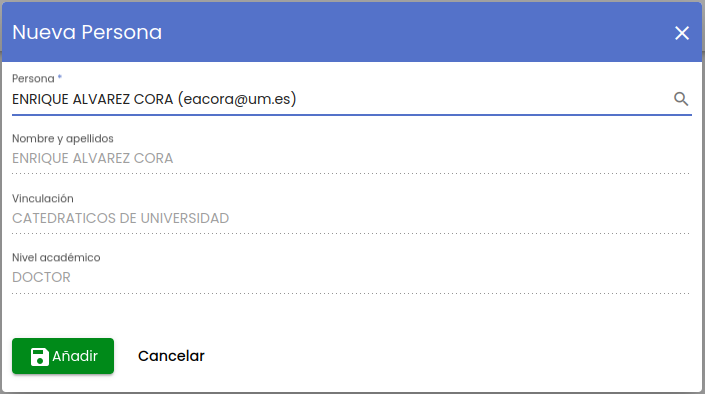 Nueva Persona
Persona *
ENRIQUE ALVAREZ CORA (eacora@um.es)
Nombre y apellidos
ENRIQUE ALVAREZ CORA
Vinculación
CATEDRATICOS DE UNIVERSIDAD
Nivel académico
DOCTOR
Añadir Cancelar